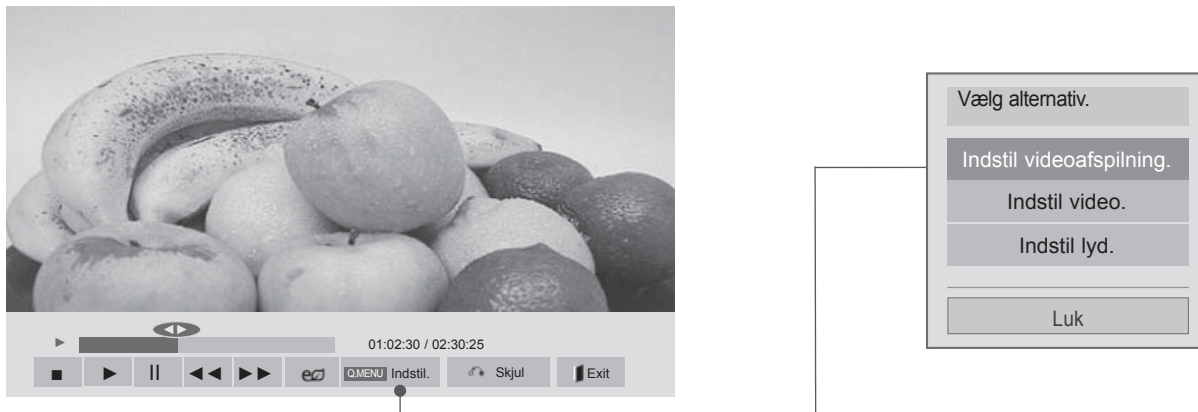 01:02:30 / 02:30:25
Q.MENU Indstil.
Skjul
Exit
Vælg alternativ.
Indstil videoafspilning.
Indstil video.
Indstil lyd.
Luk